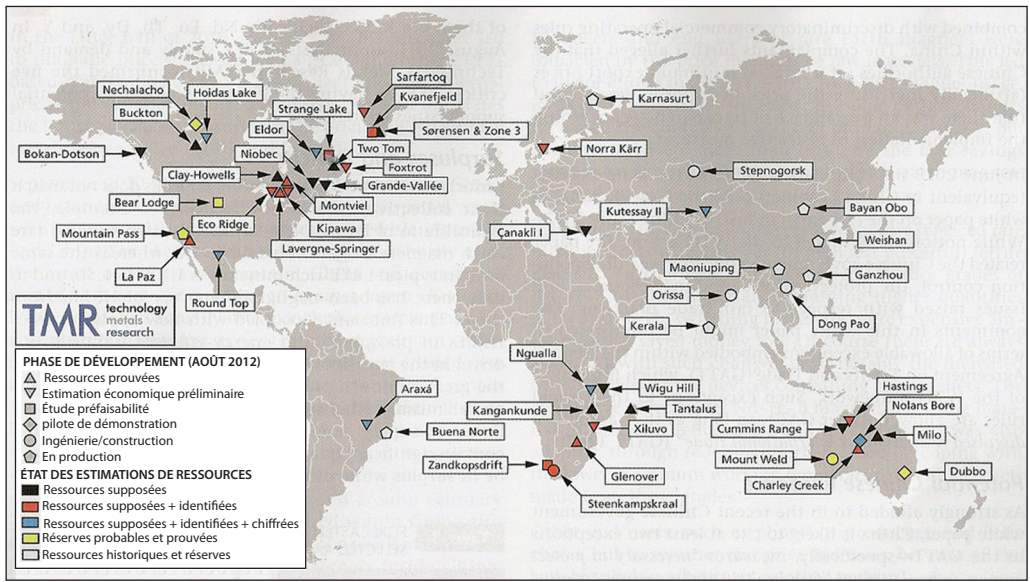 Nechalacho
Hoidas Lake
Buckton
Strange Lake
Sarfartoq
Kvanefjeld
Karnasurt
Eldor
Sørensen & Zone 3
Bokan-Dotson
Niobec
Two Tom
Norra Kärr
Clay-Howells
Foxtrot
Stepnogorsk
Grande-Vallée
Bear Lodge
Montviel
Kutessay II
Bayan Obo
Eco Ridge
Kipawa
Mountain Pass
Çanakli I
Weishan
Lavergne-Springer
La Paz
Maoniuping
Ganzhou
Round Top
Orissa
Dong Pao
Kerala
TMR technology
metals
research
Ngualla
PHASE DE DÉVELOPPEMENT (AOÛT 2012)
Ressources prouvées
Estimation économique préliminaire
Étude préfaisabilité
pilote de démonstration
Ingénierie/construction
En production
ÉTAT DES ESTIMATIONS DE RESSOURCES
Ressources supposées
Ressources supposées + identifiées
Ressources supposées + identifiées + chiffrées
Réserves probables et prouvées
Ressources historiques et réserves
Araxá
Buena Norte
Wigu Hill
Kangankunde
Tantalus
Xiluvo
Zandkopsdrift
Glenover
Steenkampskraal
Hastings
Nolans Bore
Cummins Range
Milo
Mount Weld
Charley Creek
Dubbo